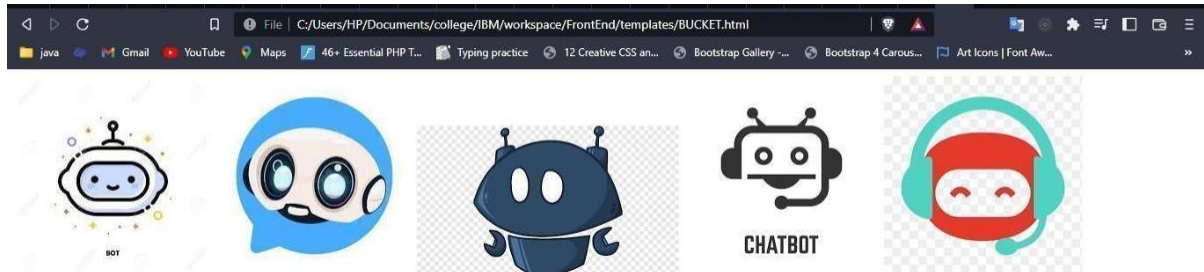 File | C:/Users/HP/Documents/college/IBM/workspace/FrontEnd/templates/BUCKET.html
java Gmail YouTube Maps 46+ Essential PHP T... Typing practice 12 Creative CSS an... Bootstrap Gallery -... Bootstrap 4 Carous... Art Icons | Font Aw... »
BOT
CHATBOT